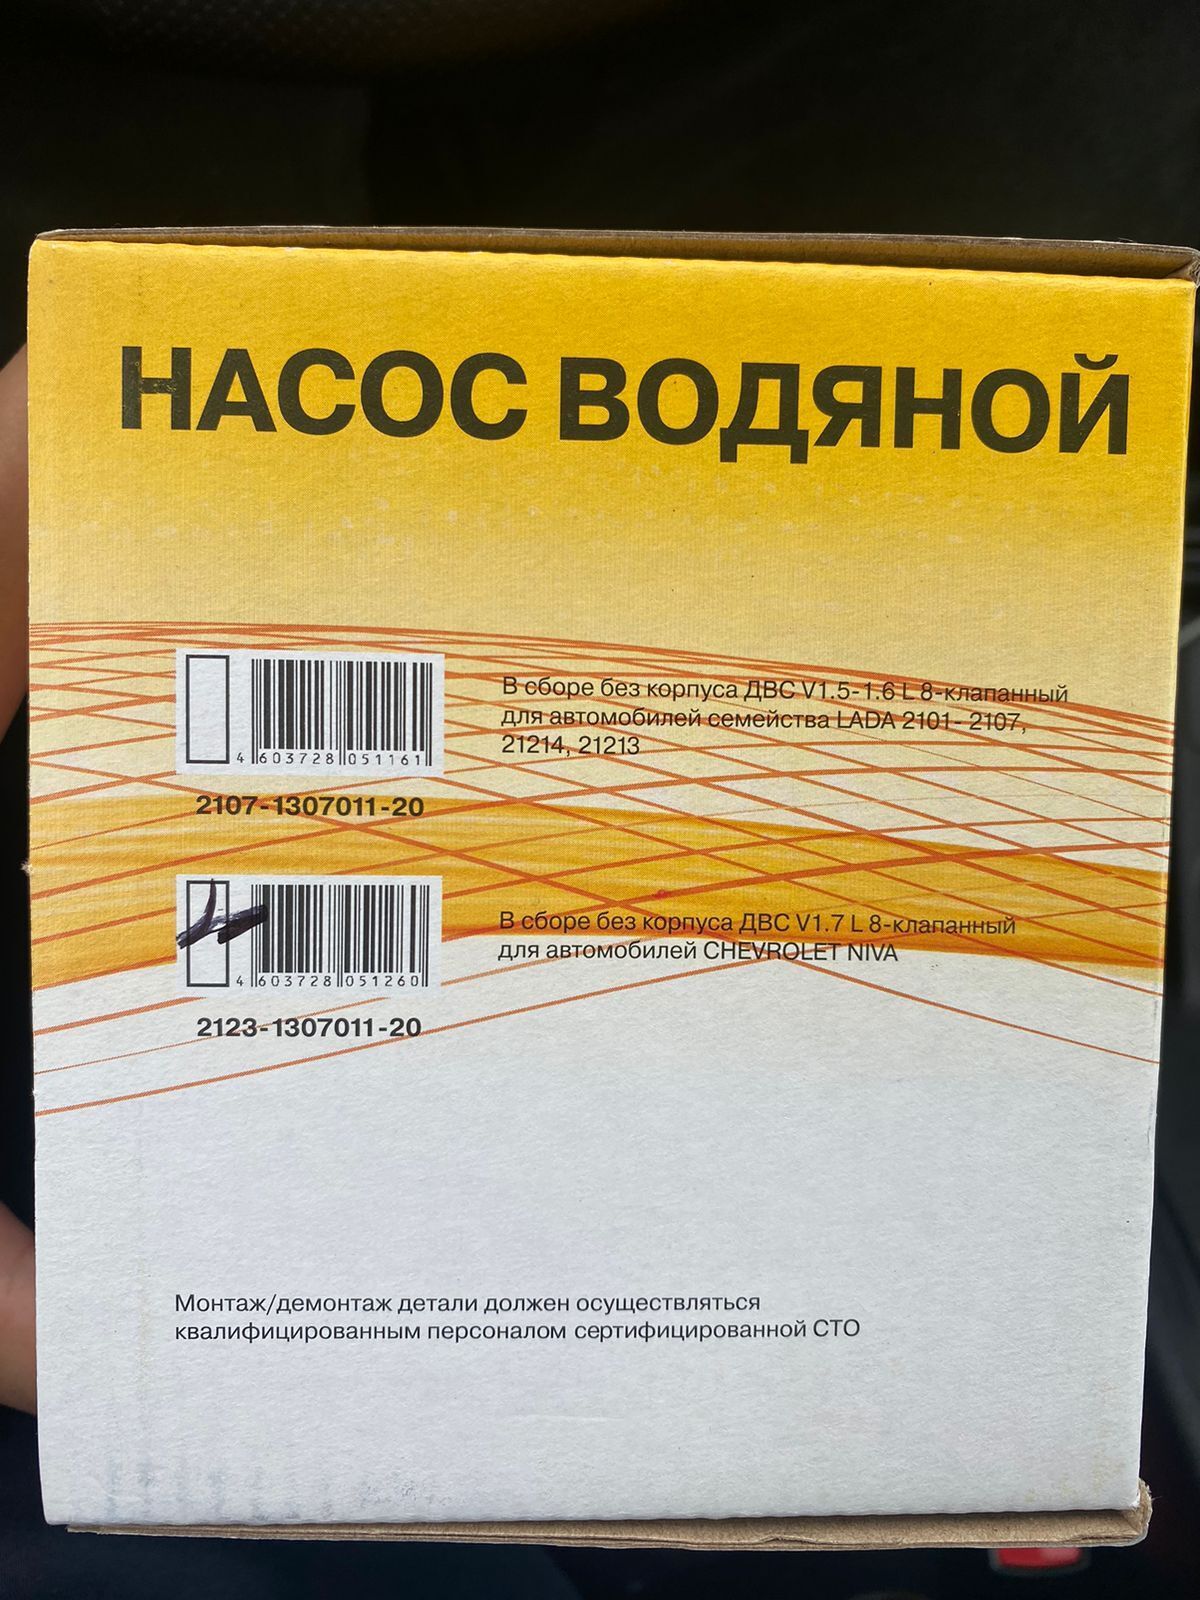 НАСОС ВОДЯНОЙ
В сборе без корпуса ДВС V1.5-1.6 L 8-клапанный
для автомобилей семейства LADA 2101- 2107,
21214, 21213
4 603728 051161
2107-1307011-20
В сборе без корпуса ДВС V1.7 L 8-клапанный
для автомобилей CHEVROLET NIVA
4 603728 051260
2123-1307011-20
Монтаж/демонтаж детали должен осуществляться
квалифицированным персоналом сертифицированной СТО